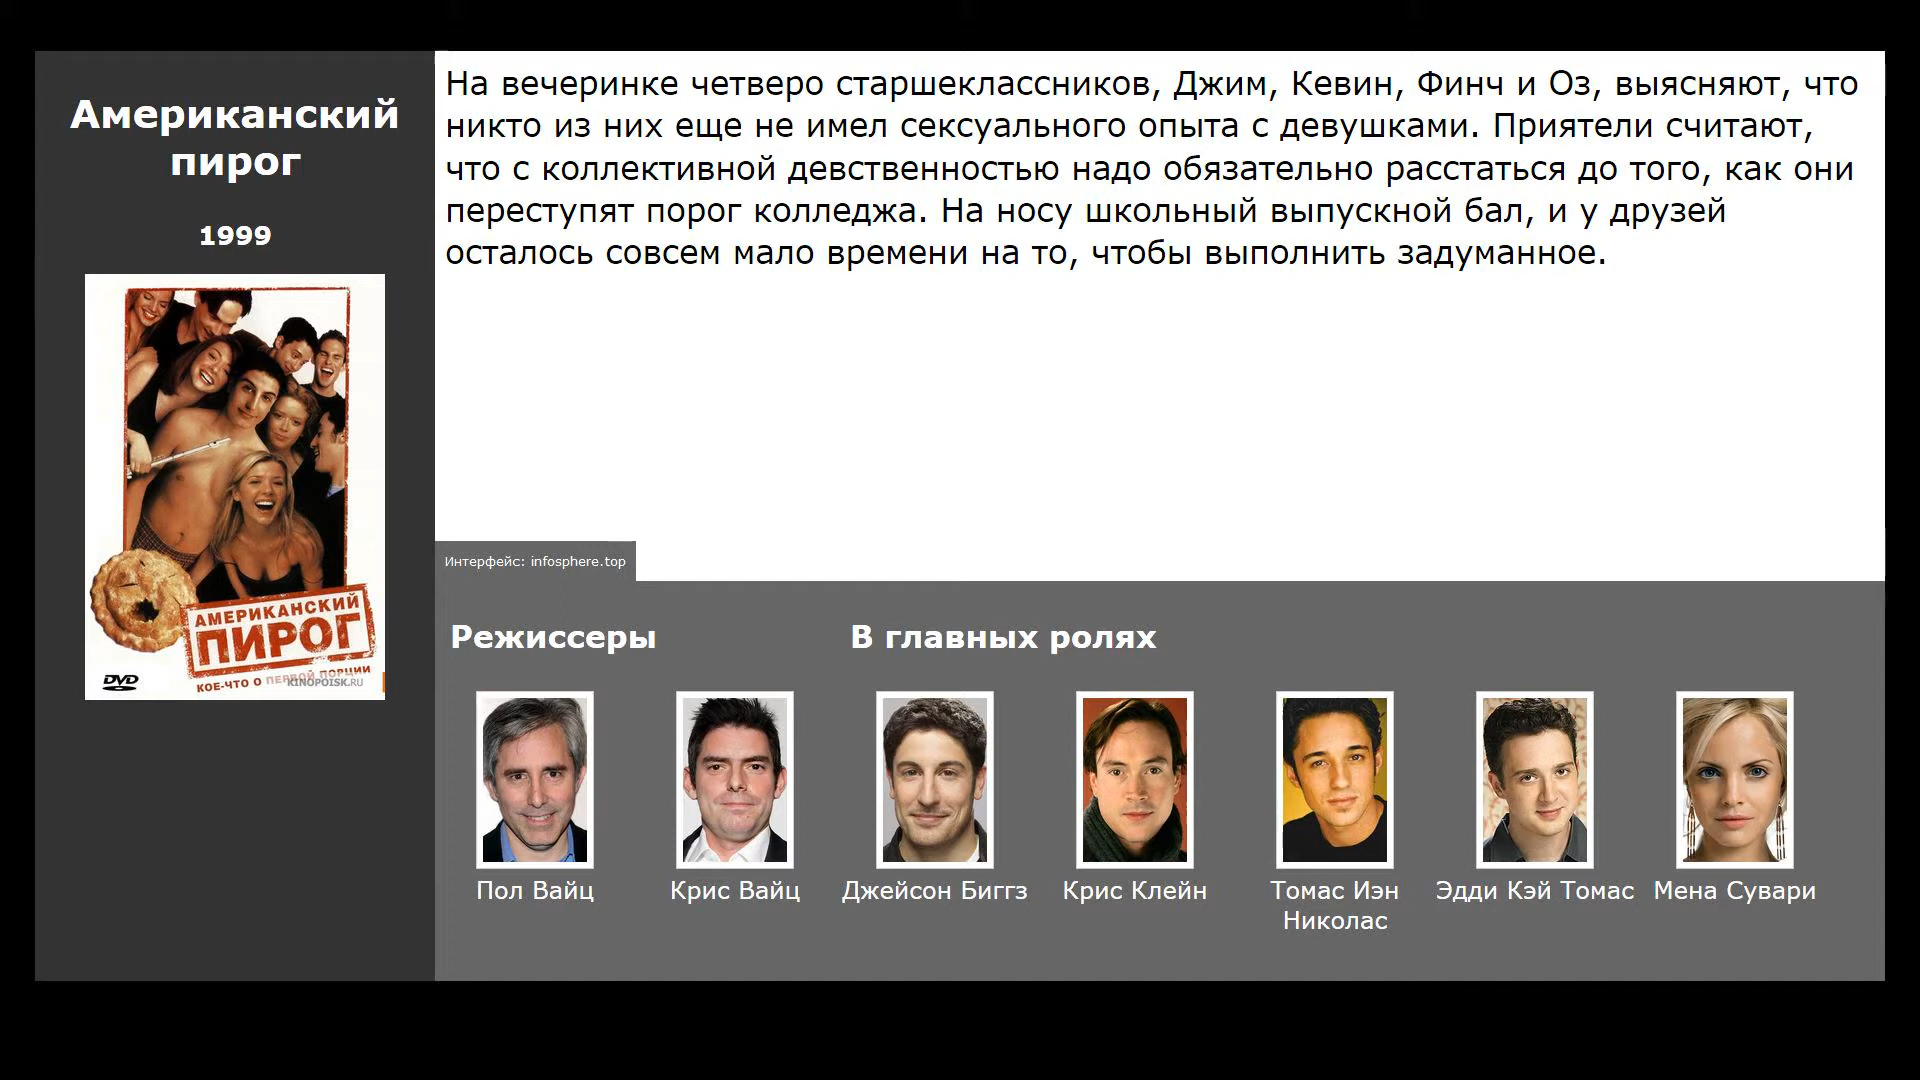 Американский
пирог
1999
АМЕРИКАНСКИЙ
ПИРОГ
КОЕ-ЧТО О ПЕРВОЙ ПОРЦИИ
KINOPOISK.RU
DVD
На вечеринке четверо старшеклассников, Джим, Кевин, Финч и Оз, выясняют, что
никто из них еще не имел сексуального опыта с девушками. Приятели считают,
что с коллективной девственностью надо обязательно расстаться до того, как они
переступят порог колледжа. На носу школьный выпускной бал, и у друзей
осталось совсем мало времени на то, чтобы выполнить задуманное.
Интерфейс: infosphere.top
Режиссеры
В главных ролях
Пол Вайц
Крис Вайц
Джейсон Биггз
Крис Клейн
Томас Иэн
Николас
Эдди Кэй Томас
Мена Сувари